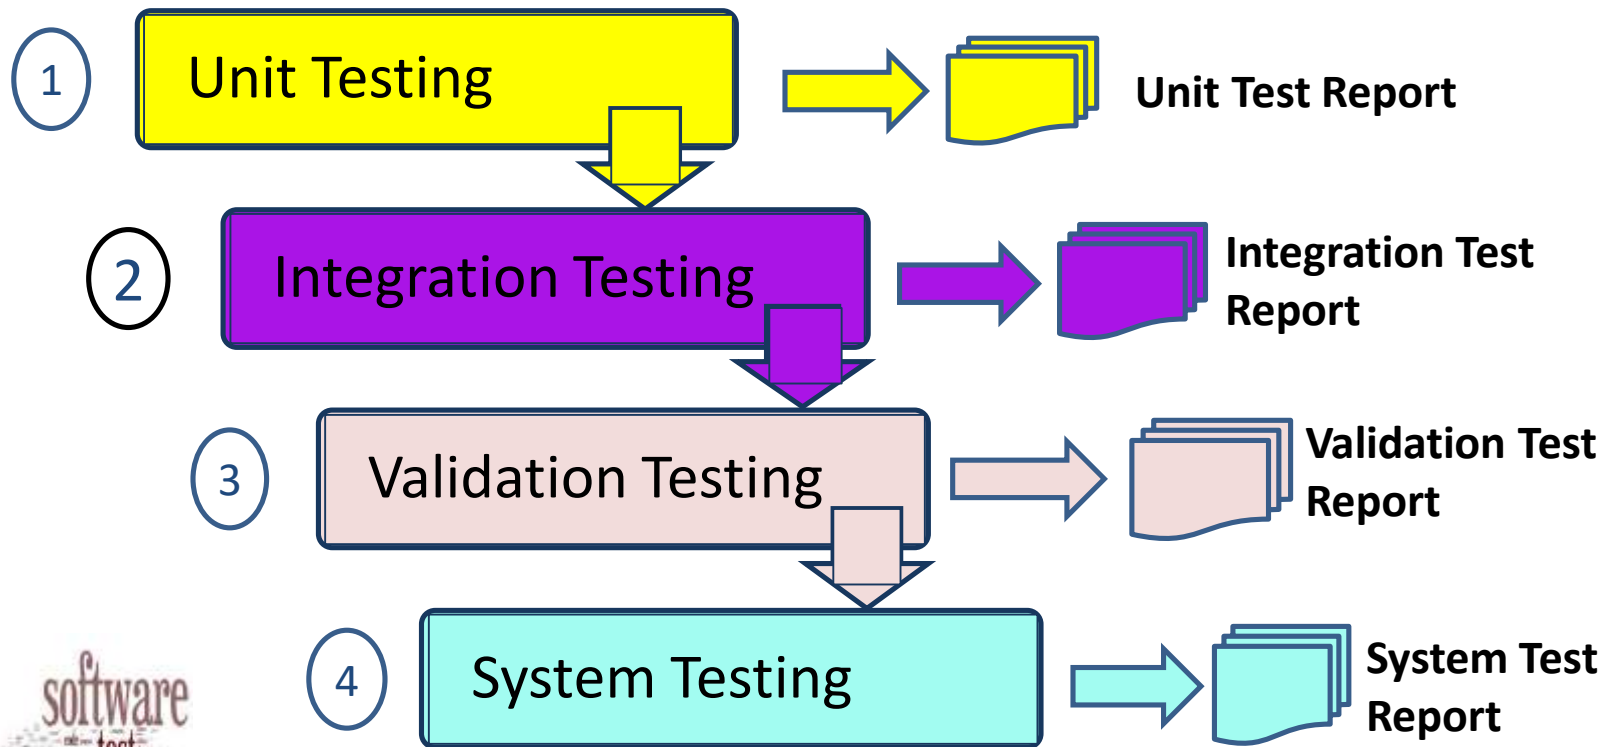 1
Unit Testing
Unit Test Report
2
Integration Testing
Integration Test
Report
3
Validation Testing
Validation Test
Report
4
System Testing
System Test
Report
software
test